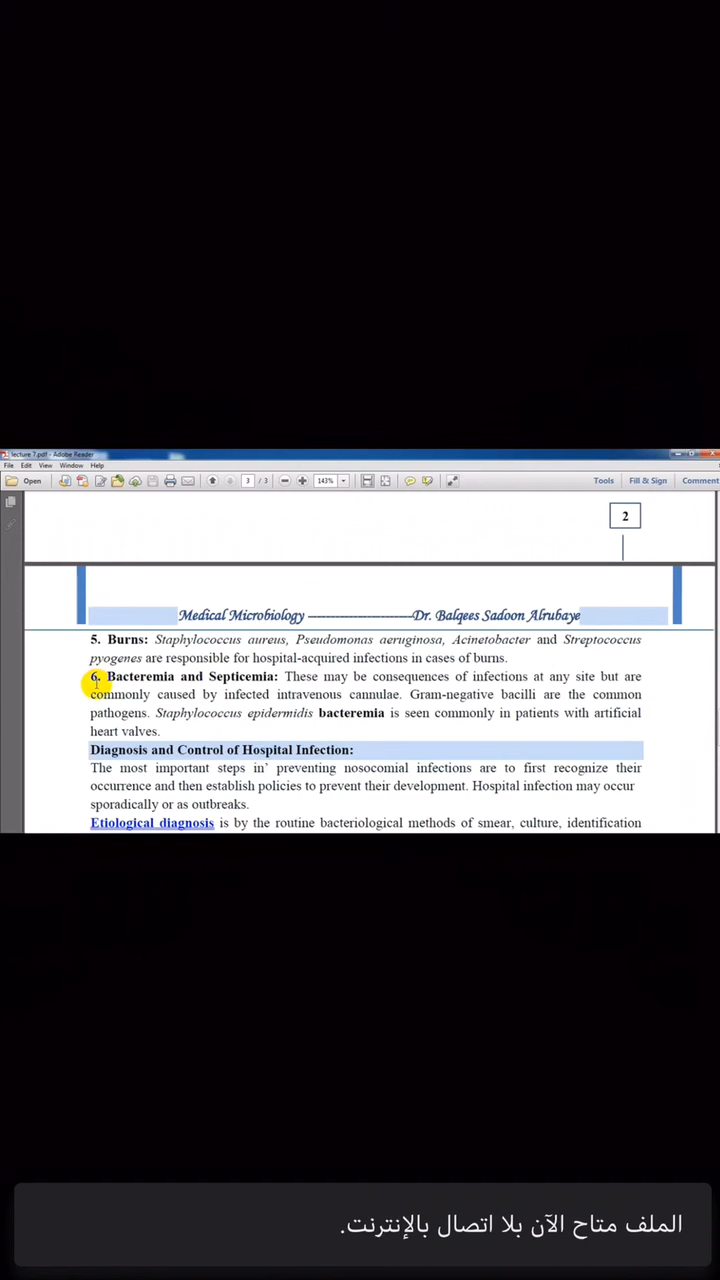 lecture 7.pdf - Adobe Reader
File Edit View Window Help
Open 3 / 3 143% Tools Fill & Sign Comment
2
Medical Microbiology -----------------------Dr. Balqees Sadoon Alrubaye
5. Burns: Staphylococcus aureus, Pseudomonas aeruginosa, Acinetobacter and Streptococcus
pyogenes are responsible for hospital-acquired infections in cases of burns.
6. Bacteremia and Septicemia: These may be consequences of infections at any site but are
commonly caused by infected intravenous cannulae. Gram-negative bacilli are the common
pathogens. Staphylococcus epidermidis bacteremia is seen commonly in patients with artificial
heart valves.
Diagnosis and Control of Hospital Infection:
The most important steps in' preventing nosocomial infections are to first recognize their
occurrence and then establish policies to prevent their development. Hospital infection may occur
sporadically or as outbreaks.
Etiological diagnosis is by the routine bacteriological methods of smear, culture, identification
الملف متاح الآن بلا اتصال بالإنترنت.